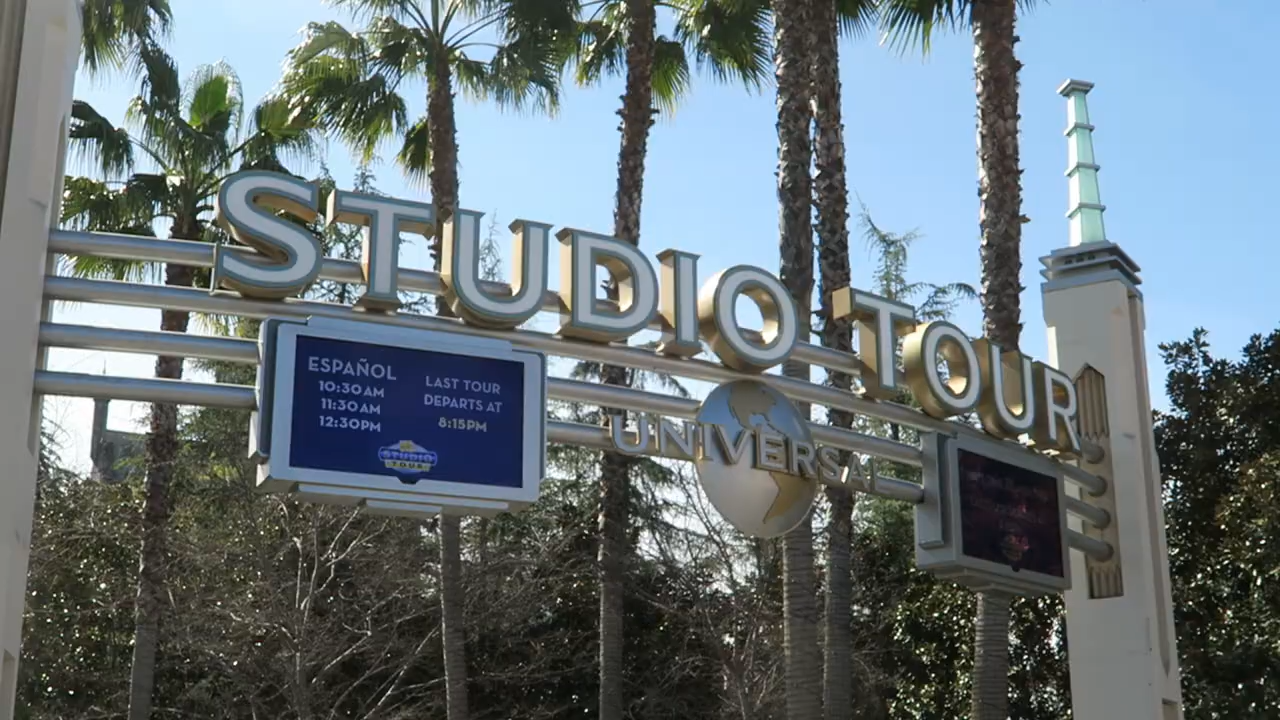 STUDIO TOUR
ESPAÑOL
10:30AM
11:30AM
12:30PM
LAST TOUR
DEPARTS AT
8:15PM
STUDIO
TOUR
UNIVERSAL